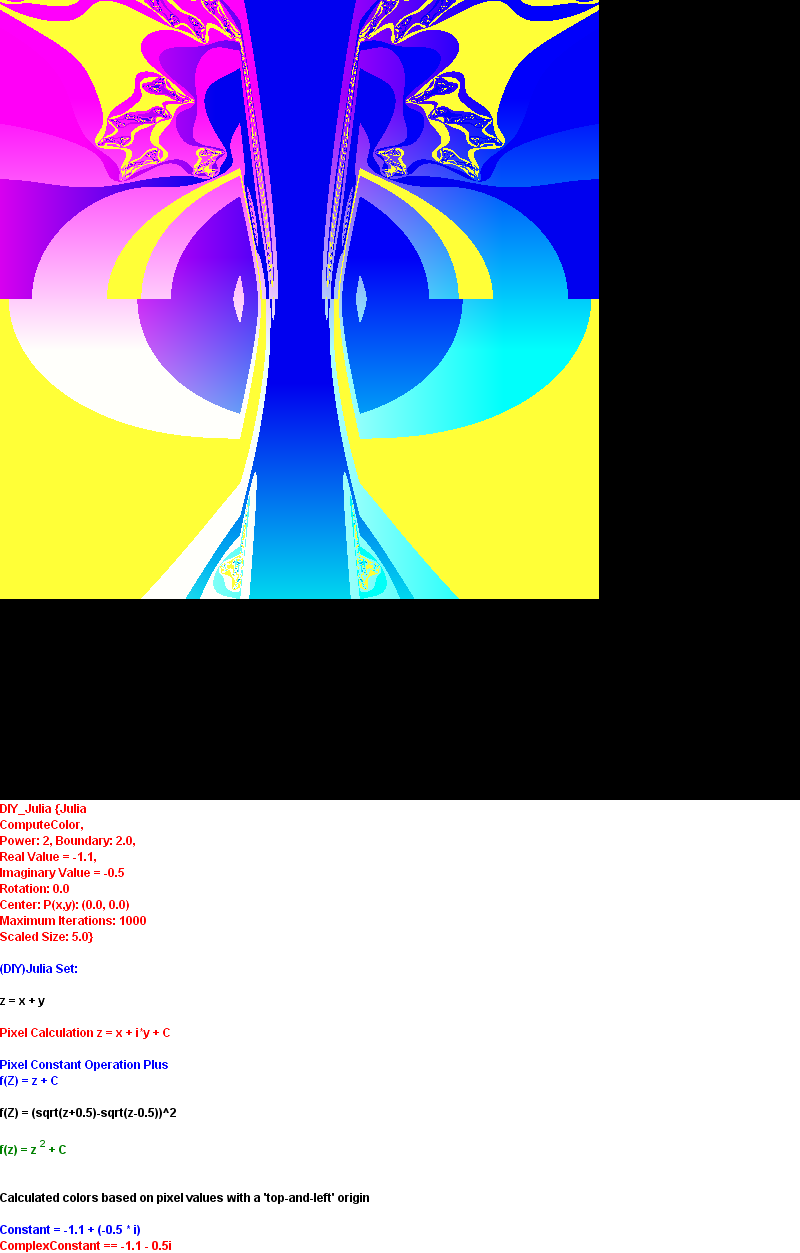 DIY_Julia {Julia
ComputeColor,
Power: 2, Boundary: 2.0,
Real Value = -1.1,
Imaginary Value = -0.5
Rotation: 0.0
Center: P(x,y): (0.0, 0.0)
Maximum Iterations: 1000
Scaled Size: 5.0}
(DIY)Julia Set:
z = x + y
Pixel Calculation z = x + i*y + C
Pixel Constant Operation Plus
f(Z) = z + C
f(Z) = (sqrt(z+0.5)-sqrt(z-0.5))^2
f(z) = z 2 + C
Calculated colors based on pixel values with a 'top-and-left' origin
Constant = -1.1 + (-0.5 * i)
ComplexConstant == -1.1 - 0.5i